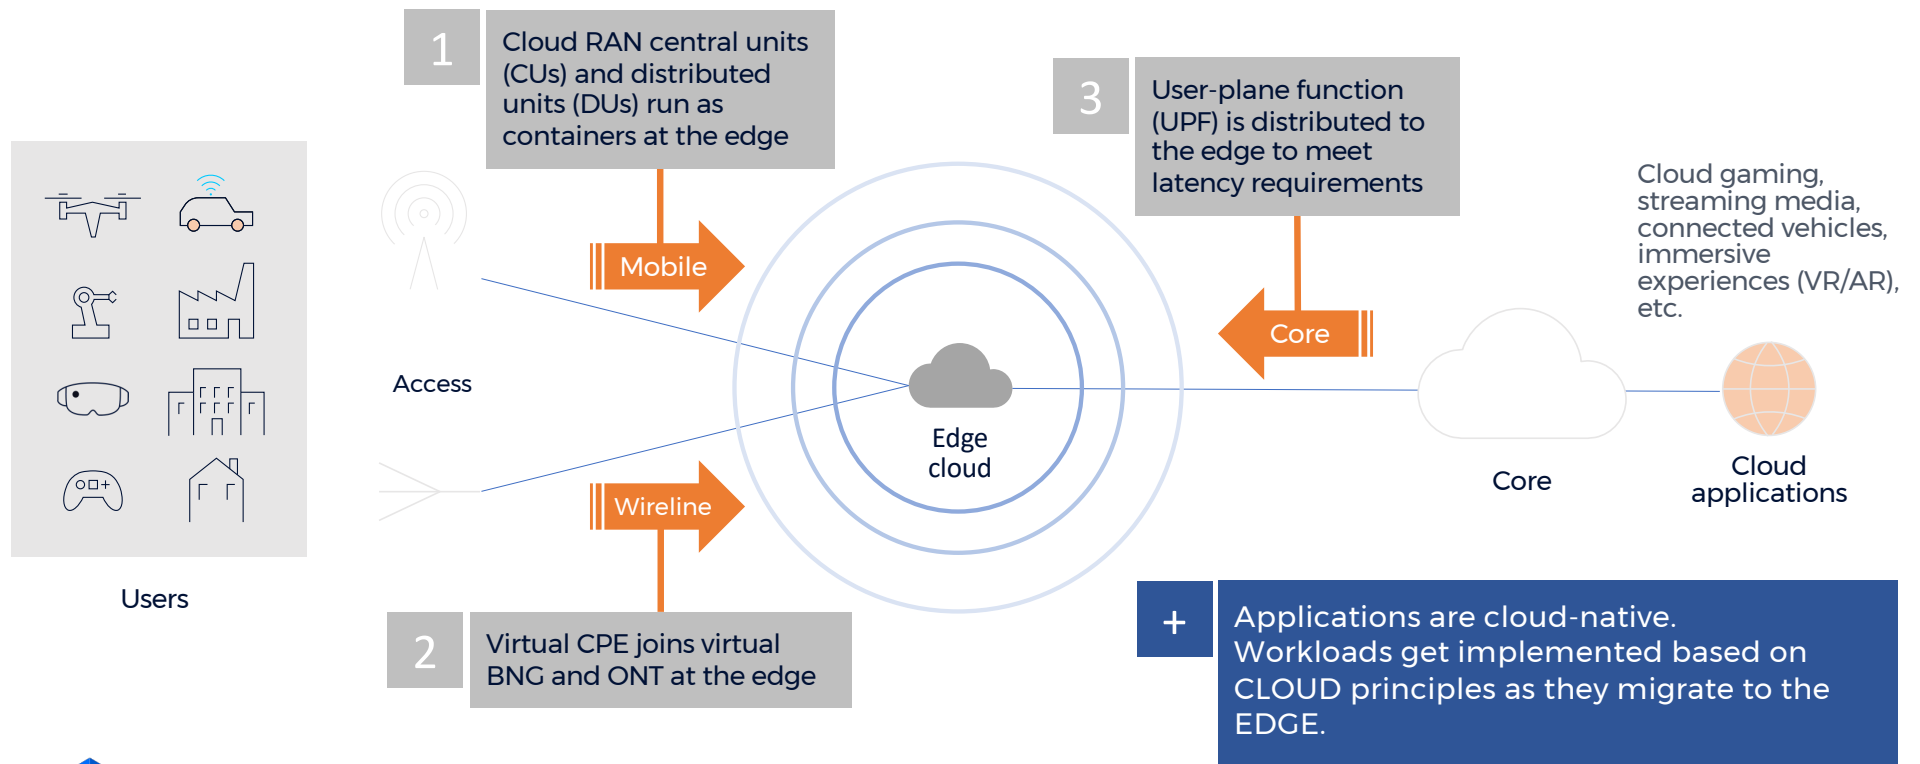 1
Cloud RAN central units
(CUs) and distributed
units (DUs) run as
containers at the edge
3
User-plane function
(UPF) is distributed to
the edge to meet
latency requirements
Cloud gaming,
streaming media,
connected vehicles,
immersive
experiences (VR/AR),
etc.
Mobile
Core
Access
Edge
cloud
Core
Cloud
applications
Wireline
Users
2
Virtual CPE joins virtual
BNG and ONT at the edge
+
Applications are cloud-native.
Workloads get implemented based on
CLOUD principles as they migrate to the
EDGE.